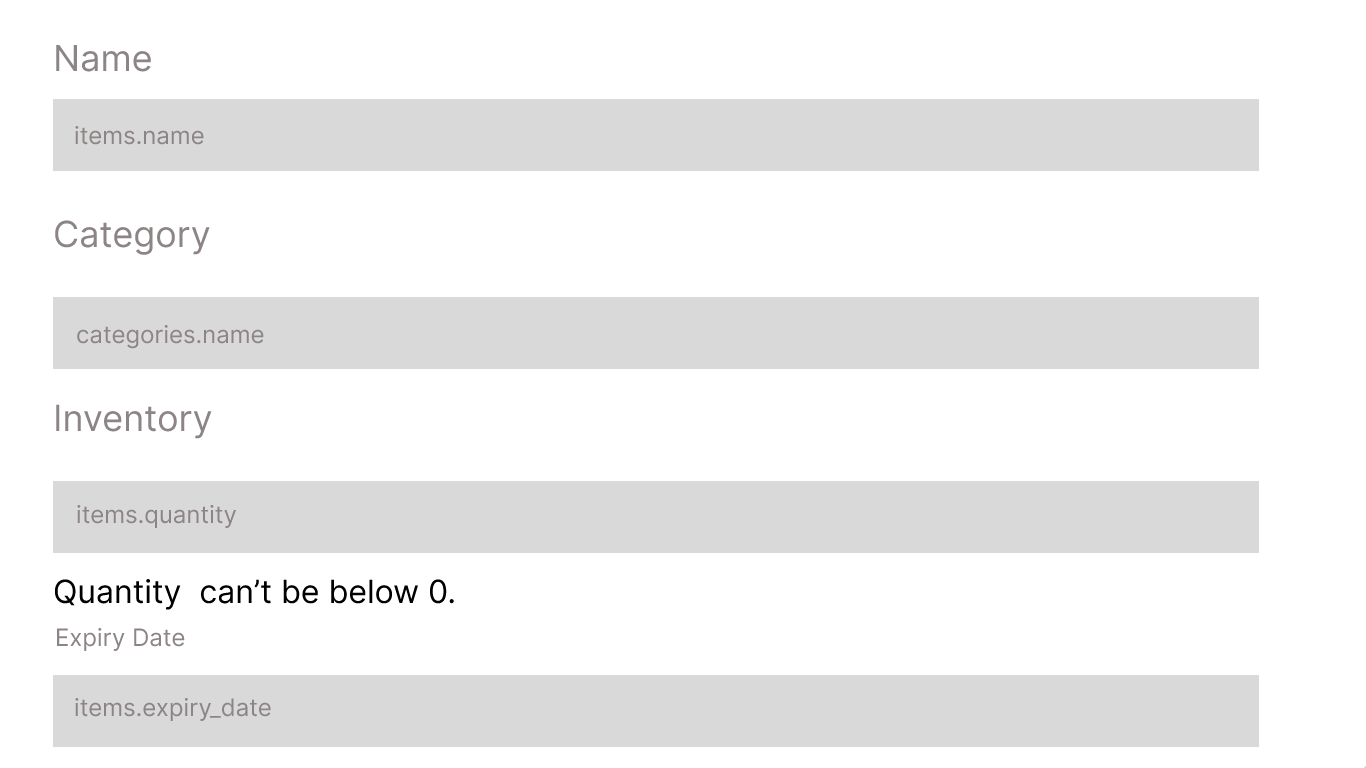 Name
items.name
Category
categories.name
Inventory
items.quantity
Quantity  can’t be below 0.
Expiry Date
items.expiry_date